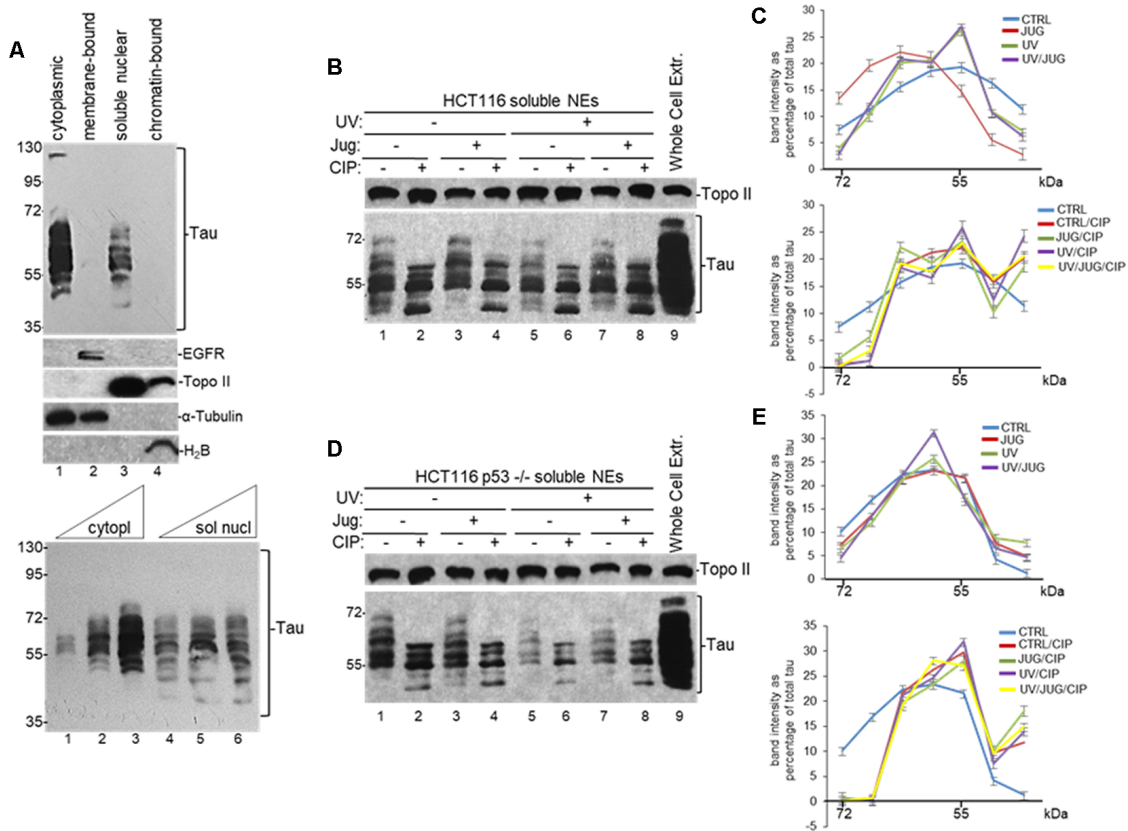 A
cytoplasmic
membrane-bound
soluble nuclear
chromatin-bound
130
95
72
55
35
Tau
-EGFR
-Topo II
-α-Tubulin
-H2B
1 2 3 4
cytopl sol nucl
130
95
72
55
35
Tau
1 2 3 4 5 6
B
HCT116 soluble NEs
UV: - +
Jug: - + - +
CIP: - + - + - + - +
Whole Cell Extr.
-Topo II
72
55
-Tau
1 2 3 4 5 6 7 8 9
D
HCT116 p53 -/- soluble NEs
UV: - +
Jug: - + - +
CIP: - + - + - + - +
Whole Cell Extr.
-Topo II
72
55
-Tau
1 2 3 4 5 6 7 8 9
C
band intensity as
percentage of total tau
30
25
20
15
10
5
0
72 55 kDa
CTRL
JUG
UV
UV/JUG
band intensity as
percentage of total tau
30
25
20
15
10
5
0
-5
72 55 kDa
CTRL
CTRL/CIP
JUG/CIP
UV/CIP
UV/JUG/CIP
E
band intensity as
percentage of total tau
35
30
25
20
15
10
5
0
72 55 kDa
CTRL
JUG
UV
UV/JUG
band intensity as
percentage of total tau
35
30
25
20
15
10
5
0
-5
72 55 kDa
CTRL
CTRL/CIP
JUG/CIP
UV/CIP
UV/JUG/CIP